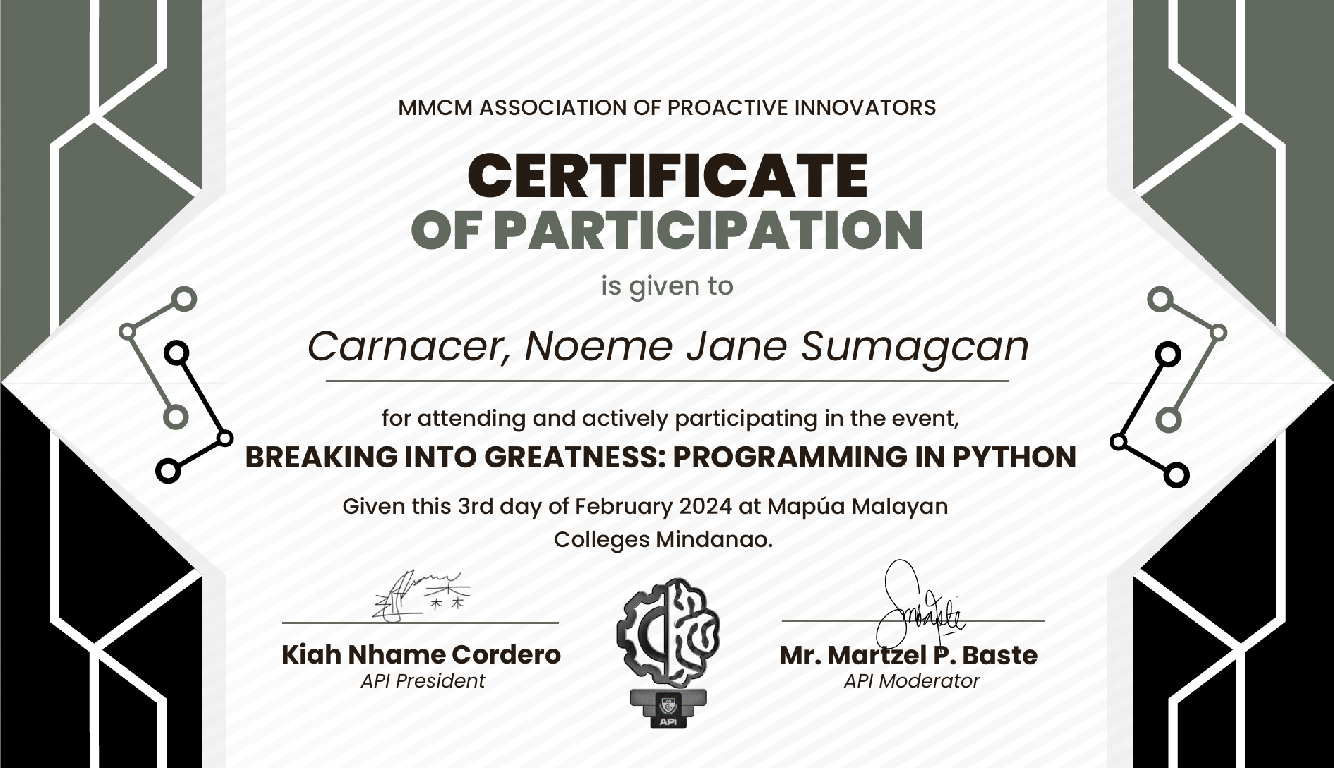 MMCM ASSOCIATION OF PROACTIVE INNOVATORS
CERTIFICATE
OF PARTICIPATION
is given to
Carnacer, Noeme Jane Sumagcan
for attending and actively participating in the event,
BREAKING INTO GREATNESS: PROGRAMMING IN PYTHON
Given this 3rd day of February 2024 at Mapúa Malayan
Colleges Mindanao.
Kiah Nhame Cordero
API President
Mr. Martzel P. Baste
API Moderator
API